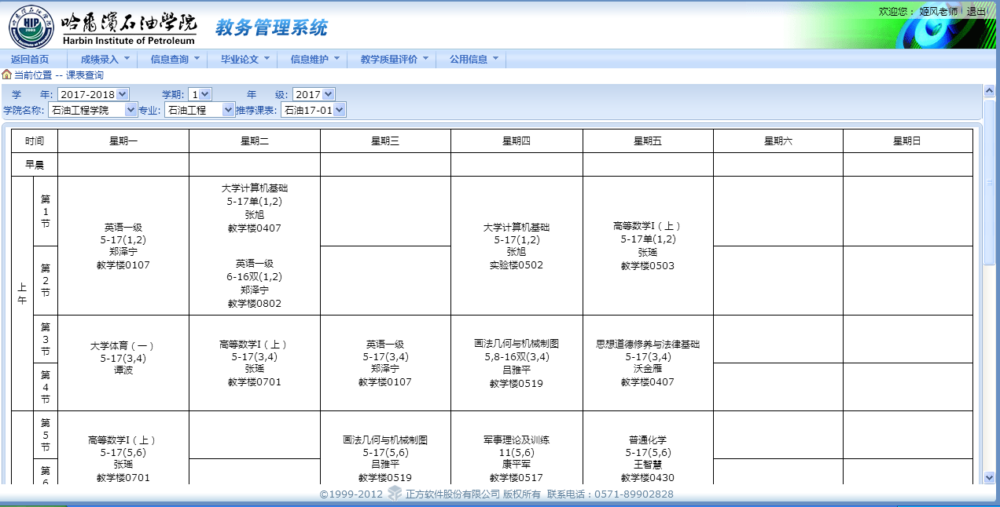 哈尔滨石油学院
Harbin Institute of Petroleum
HIP
教务管理系统
欢迎您： 姬风老师 退出
返回首页 成绩录入 信息查询 毕业论文 信息维护 教学质量评价 公用信息
当前位置 -- 课表查询
学 年: 2017-2018 学期: 1 年 级: 2017
学院名称: 石油工程学院 专业: 石油工程 推荐课表: 石油17-01
时间 星期一 星期二 星期三 星期四 星期五 星期六 星期日
早晨
上午
第1节
第2节
英语一级
5-17(1,2)
郑泽宁
教学楼0107
大学计算机基础
5-17单(1,2)
张旭
教学楼0407
英语一级
6-16双(1,2)
郑泽宁
教学楼0802
大学计算机基础
5-17(1,2)
张旭
实验楼0502
高等数学I（上）
5-17单(1,2)
张瑶
教学楼0503
第3节
第4节
大学体育（一）
5-17(3,4)
谭波
高等数学I（上）
5-17(3,4)
张瑶
教学楼0701
英语一级
5-17(3,4)
郑泽宁
教学楼0107
画法几何与机械制图
5,8-16双(3,4)
吕雅平
教学楼0519
思想道德修养与法律基础
5-17(3,4)
沃金雁
教学楼0407
第5节
第6
高等数学I（上）
5-17(5,6)
张瑶
教学楼0701
画法几何与机械制图
5-17(5,6)
吕雅平
教学楼0519
军事理论及训练
11(5,6)
康平军
教学楼0517
普通化学
5-17(5,6)
王智慧
教学楼0430
©1999-2012 正方软件股份有限公司 版权所有 联系电话：0571-89902828